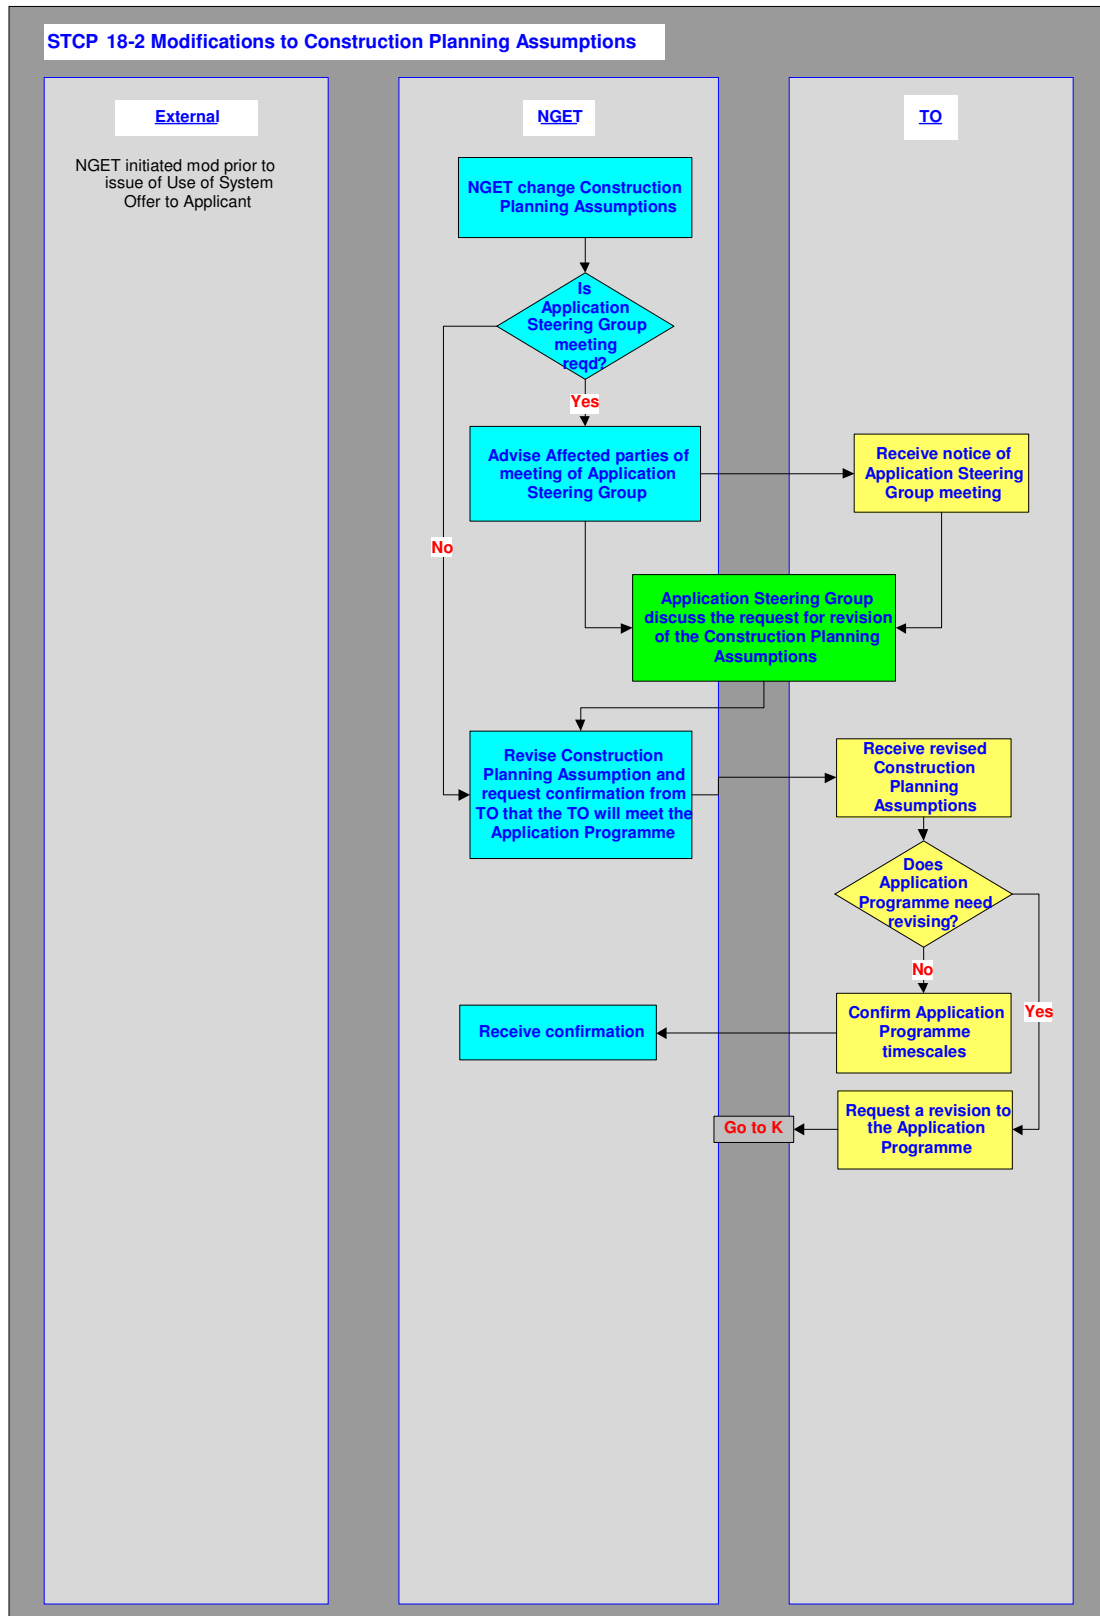 STCP 18-2 Modifications to Construction Planning Assumptions
External
NGET
TO
NGET initiated mod prior to
issue of Use of System
Offer to Applicant
NGET change Construction
Planning Assumptions
Is
Application
Steering Group
meeting
reqd?
Yes
No
Advise Affected parties of
meeting of Application
Steering Group
Receive notice of
Application Steering
Group meeting
Application Steering Group
discuss the request for revision
of the Construction Planning
Assumptions
Revise Construction
Planning Assumption and
request confirmation from
TO that the TO will meet the
Application Programme
Receive revised
Construction
Planning
Assumptions
Does
Application
Programme need
revising?
No
Yes
Confirm Application
Programme
timescales
Receive confirmation
Request a revision to
the Application
Programme
Go to K